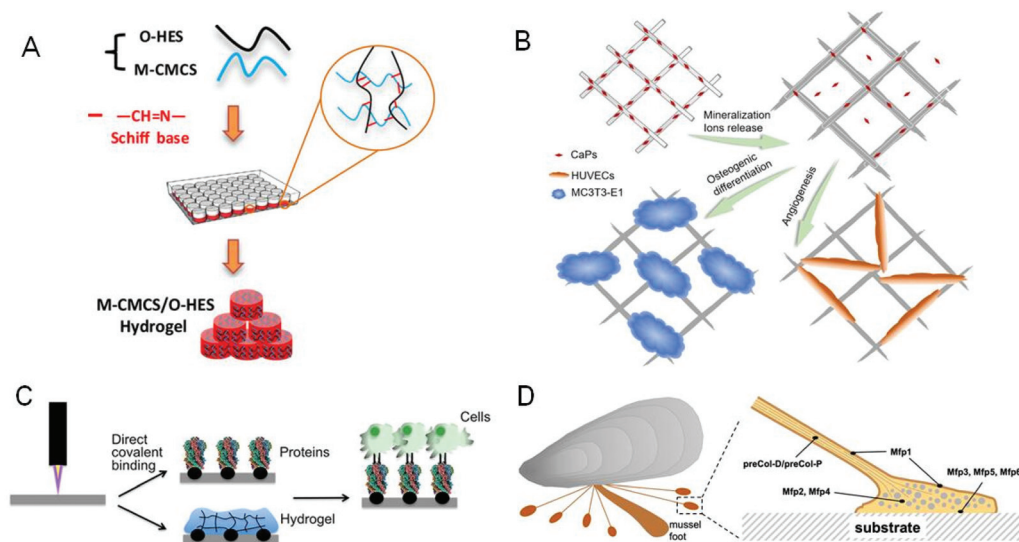 A
O-HES
M-CMCS
—CH=N—
Schiff base
M-CMCS/O-HES
Hydrogel
B
Mineralization
Ions release
CaPs
HUVECs
MC3T3-E1
Osteogenic
differentiation
Angiogenesis
C
Direct
covalent
binding
Proteins
Hydrogel
Cells
D
preCol-D/preCol-P
Mfp1
Mfp3, Mfp5, Mfp6
Mfp2, Mfp4
mussel
foot
substrate